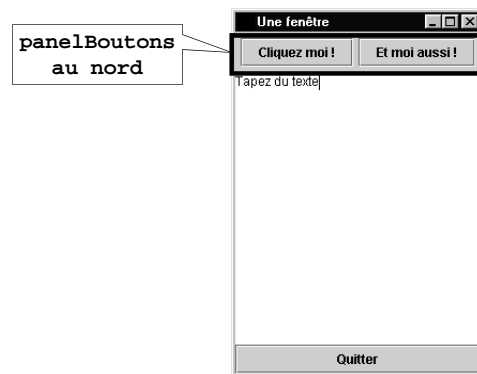 Une fenêtre
panelBoutons
au nord
Cliquez moi ! Et moi aussi !
Tapez du texte
Quitter